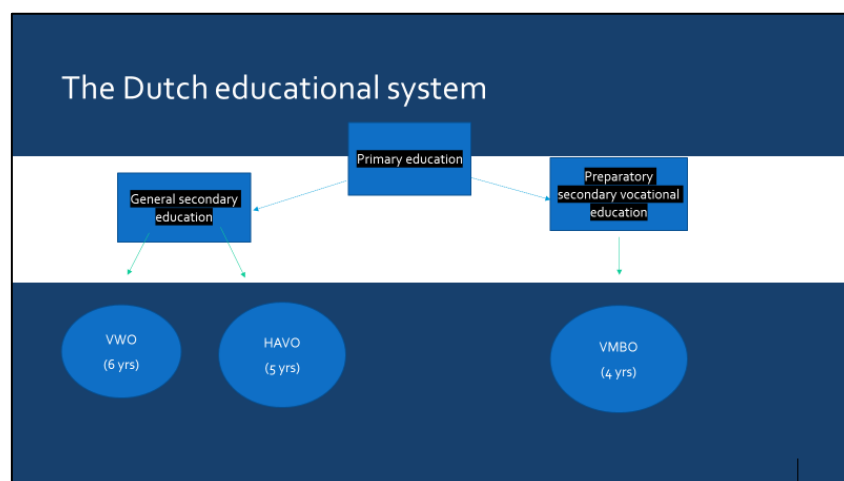 The Dutch educational system
Primary education
General secondary
education
Preparatory
secondary vocational
education
VWO
(6 yrs)
HAVO
(5 yrs)
VMBO
(4 yrs)